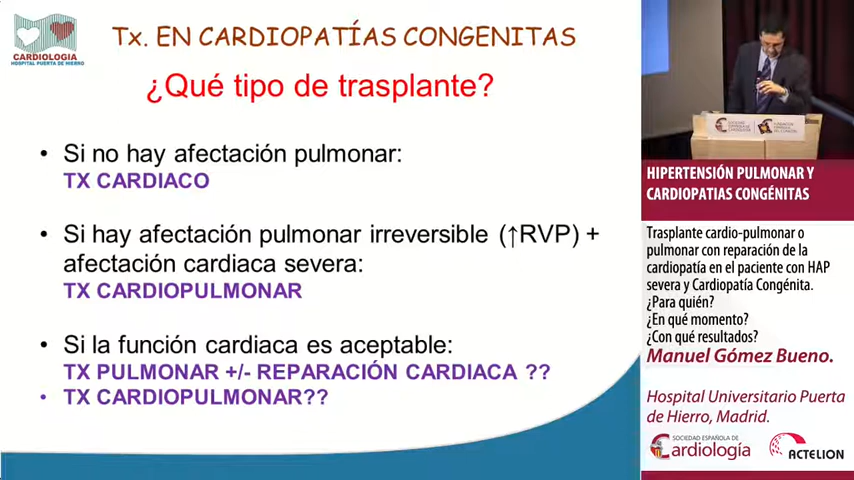 CARDIOLOGIA
HOSPITAL PUERTA DE HIERRO
Tx. EN CARDIOPATÍAS CONGENITAS
¿Qué tipo de trasplante?
• Si no hay afectación pulmonar:
TX CARDIACO
• Si hay afectación pulmonar irreversible (↑RVP) +
afectación cardiaca severa:
TX CARDIOPULMONAR
• Si la función cardiaca es aceptable:
TX PULMONAR +/- REPARACIÓN CARDIACA ??
• TX CARDIOPULMONAR??
HIPERTENSIÓN PULMONAR Y
CARDIOPATIAS CONGÉNITAS
Trasplante cardio-pulmonar o
pulmonar con reparación de la
cardiopatía en el paciente con HAP
severa y Cardiopatía Congénita.
¿Para quién?
¿En qué momento?
¿Con qué resultados?
Manuel Gómez Bueno.
Hospital Universitario Puerta
de Hierro, Madrid.
SOCIEDAD ESPAÑOLA DE
Cardiología
ACTELION